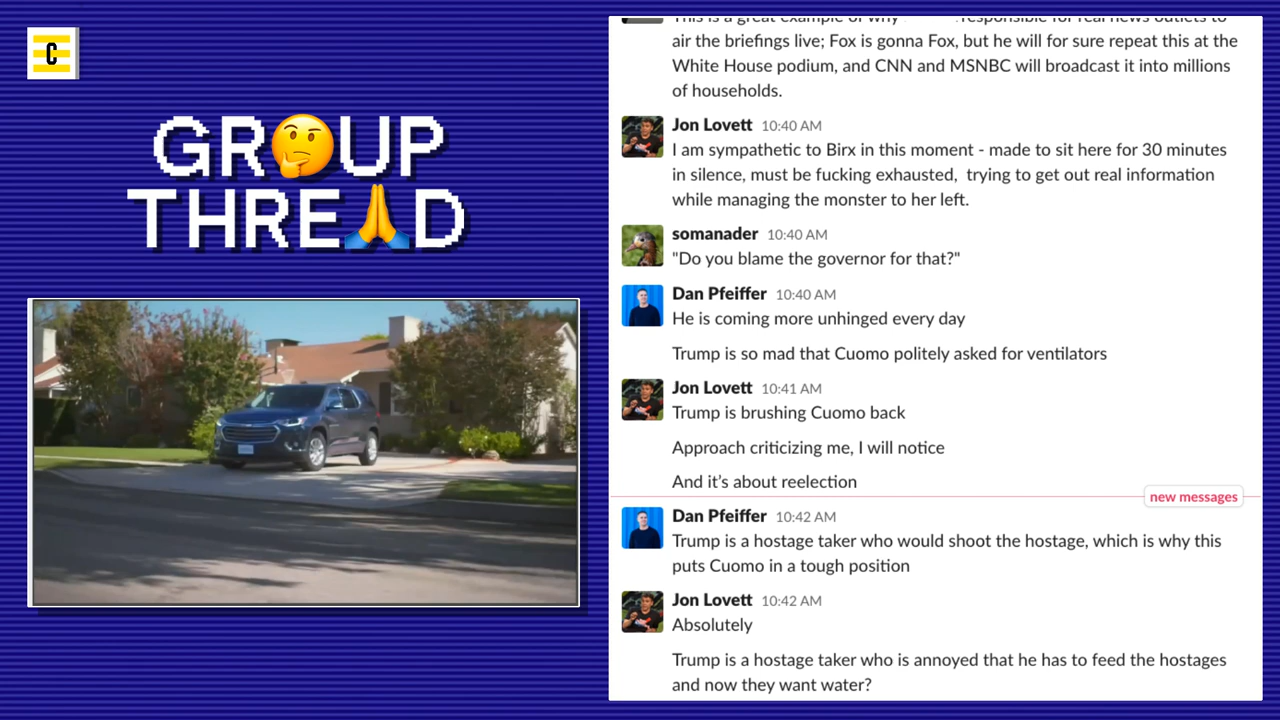 C
GROUP
THREAD
This is a great example of why responsible for real news outlets to
air the briefings live; Fox is gonna Fox, but he will for sure repeat this at the
White House podium, and CNN and MSNBC will broadcast it into millions
of households.
Jon Lovett 10:40 AM
I am sympathetic to Birx in this moment - made to sit here for 30 minutes
in silence, must be fucking exhausted, trying to get out real information
while managing the monster to her left.
somanader 10:40 AM
"Do you blame the governor for that?"
Dan Pfeiffer 10:40 AM
He is coming more unhinged every day
Trump is so mad that Cuomo politely asked for ventilators
Jon Lovett 10:41 AM
Trump is brushing Cuomo back
Approach criticizing me, I will notice
And it's about reelection
new messages
Dan Pfeiffer 10:42 AM
Trump is a hostage taker who would shoot the hostage, which is why this
puts Cuomo in a tough position
Jon Lovett 10:42 AM
Absolutely
Trump is a hostage taker who is annoyed that he has to feed the hostages
and now they want water?